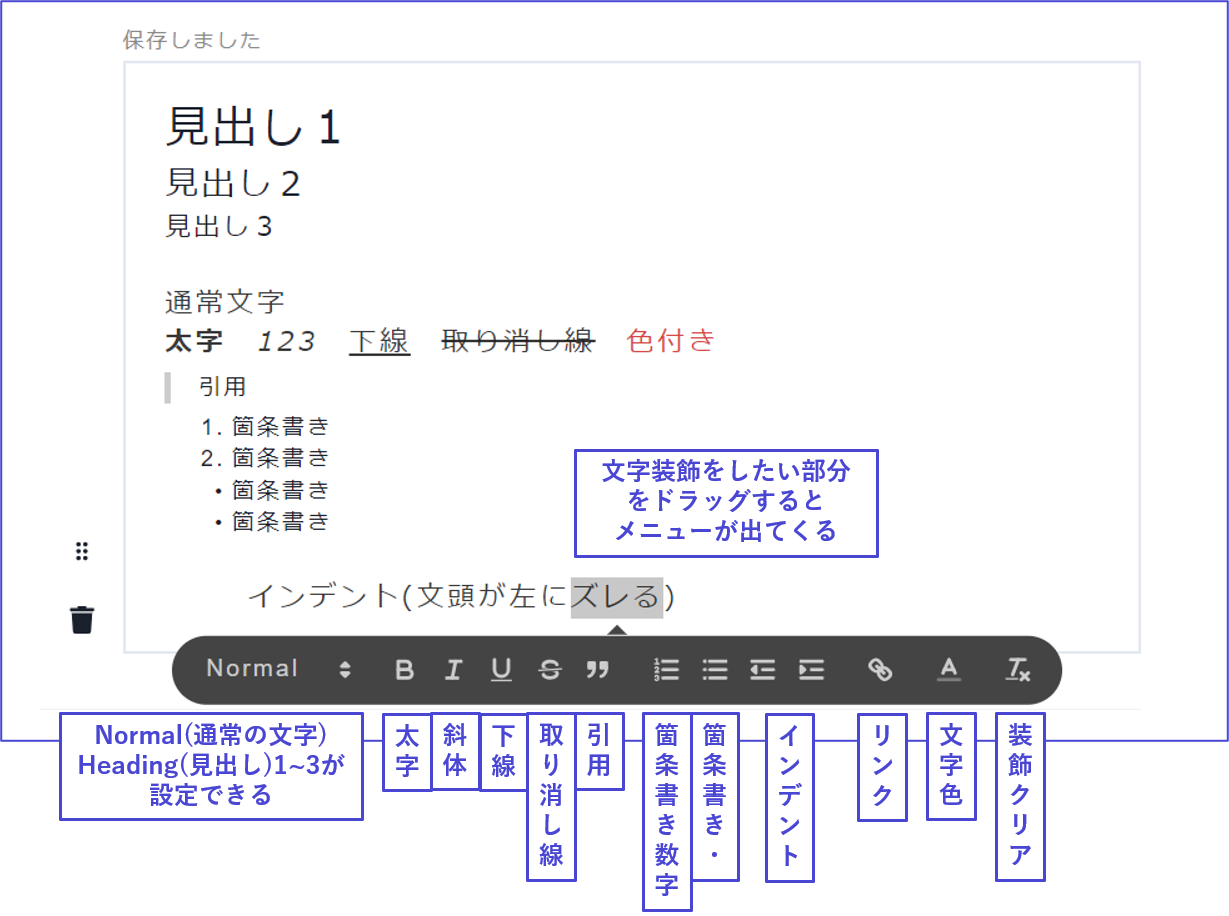 保存しました
見出し1
見出し2
見出し3
通常文字
太字 123 下線 取り消し線 色付き
引用
1. 箇条書き
2. 箇条書き
• 箇条書き
• 箇条書き
文字装飾をしたい部分
をドラッグすると
メニューが出てくる
インデント(文頭が左にズレる)
Normal B I U S ” A Tx
Normal(通常の文字)
Heading(見出し)1~3が
設定できる
太字
斜体
下線
取り消し線
引用
箇条書き数字
箇条書き・
インデント
リンク
文字色
装飾クリア